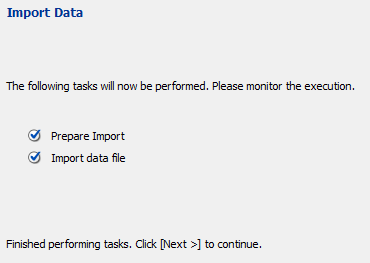 Import Data
The following tasks will now be performed. Please monitor the execution.
Prepare Import
Import data file
Finished performing tasks. Click [Next >] to continue.